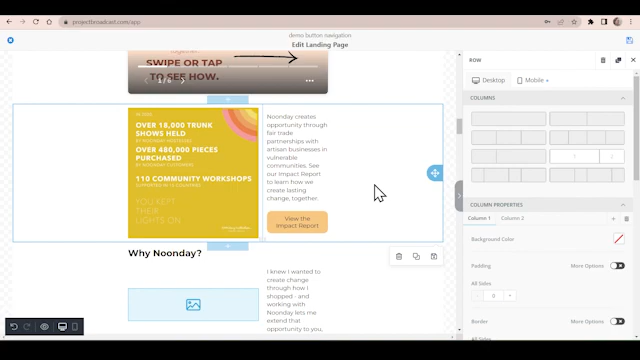 projectbroadcast.com/app
demo button navigation
Edit Landing Page
together.
SWIPE OR TAP
TO SEE HOW.
OVER 18,000 TRUNK
SHOWS HELD
OVER 480,000 PIECES
PURCHASED
110 COMMUNITY WORKSHOPS
YOU KEPT
THEIR
LIGHTS ON
Noonday creates
opportunity through
fair trade
partnerships with
artisan businesses in
vulnerable
communities. See
our Impact Report
to learn how we
create lasting
change, together.
View the
Impact Report
Why Noonday?
I knew I wanted to
create change
through how I
shopped - and
working with
Noonday lets me
extend that
opportunity to you,
ROW
Desktop
Mobile
COLUMNS
COLUMN PROPERTIES
Column 1
Column 2
Background Color
Padding
More Options
All Sides
0
Border
More Options
All Sides